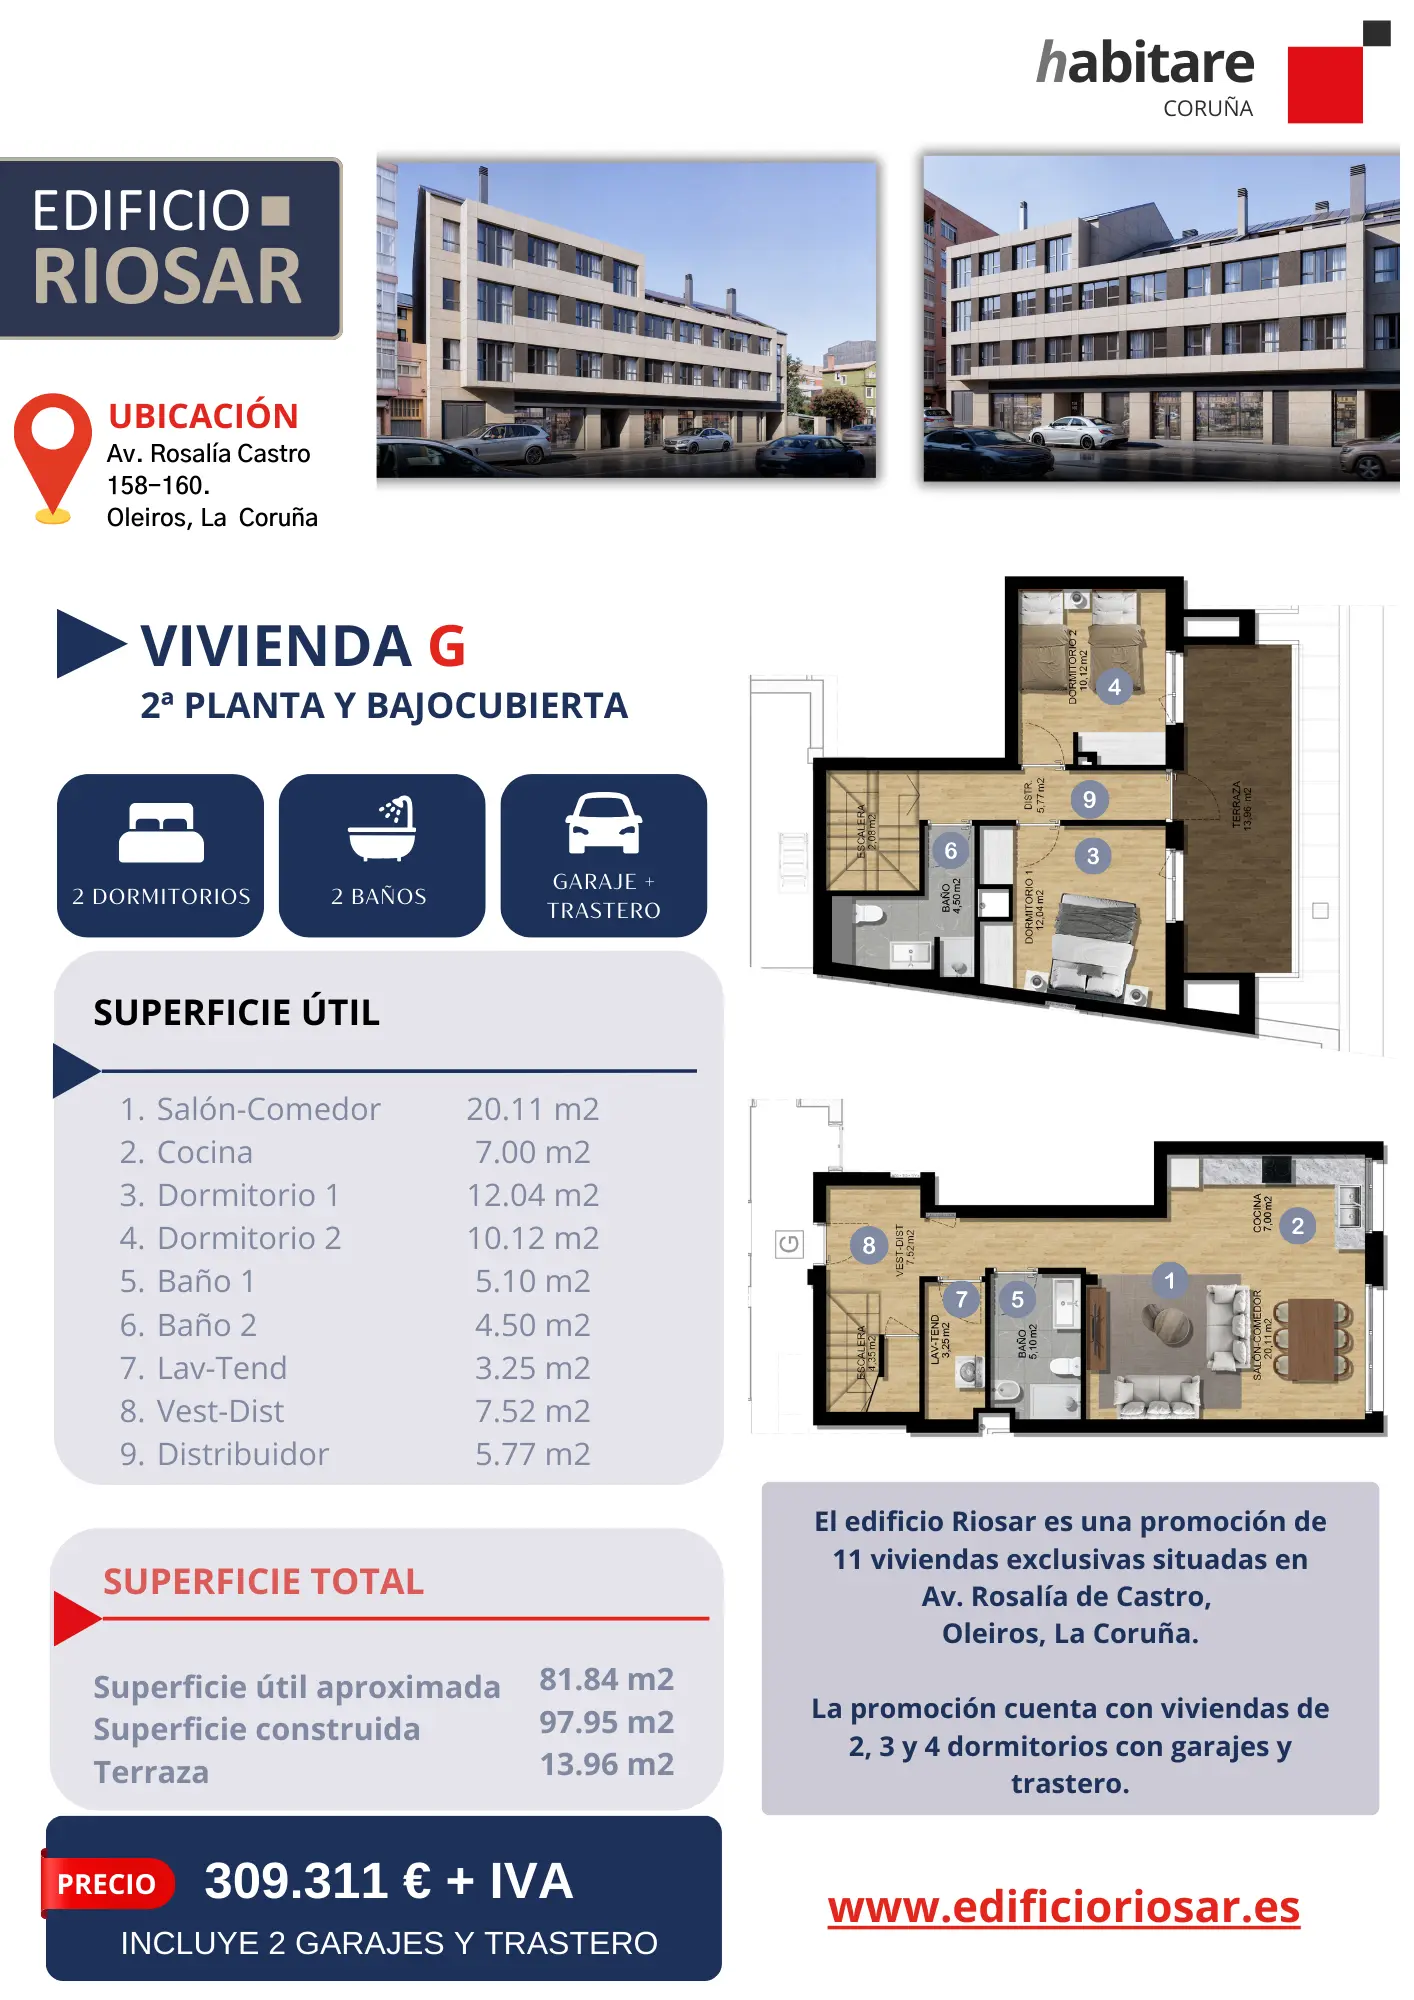 habitare
CORUÑA
EDIFICIO
RIOSAR
UBICACIÓN
Av. Rosalía Castro
158-160.
Oleiros, La Coruña
VIVIENDA G
2ª PLANTA Y BAJOCUBIERTA
2 DORMITORIOS
2 BAÑOS
GARAJE +
TRASTERO
SUPERFICIE ÚTIL
1. Salón-Comedor 20.11 m2
2. Cocina 7.00 m2
3. Dormitorio 1 12.04 m2
4. Dormitorio 2 10.12 m2
5. Baño 1 5.10 m2
6. Baño 2 4.50 m2
7. Lav-Tend 3.25 m2
8. Vest-Dist 7.52 m2
9. Distribuidor 5.77 m2
SUPERFICIE TOTAL
Superficie útil aproximada 81.84 m2
Superficie construida 97.95 m2
Terraza 13.96 m2
PRECIO
309.311 € + IVA
INCLUYE 2 GARAJES Y TRASTERO
DORMITORIO 2
10,12 m2
4
DISTR.
5,77 m2
9
ESCALERA
2,08 m2
6
BAÑO
4,50 m2
3
DORMITORIO 1
12,04 m2
TERRAZA
13,96 m2
G
8
VEST-DIST
7,52 m2
ESCALERA
4,35 m2
7
LAV-TEND
3,25 m2
5
BAÑO
5,10 m2
1
SALÓN-COMEDOR
20,11 m2
COCINA
7,00 m2
2
El edificio Riosar es una promoción de
11 viviendas exclusivas situadas en
Av. Rosalía de Castro,
Oleiros, La Coruña.
La promoción cuenta con viviendas de
2, 3 y 4 dormitorios con garajes y
trastero.
www.edificioriosar.es